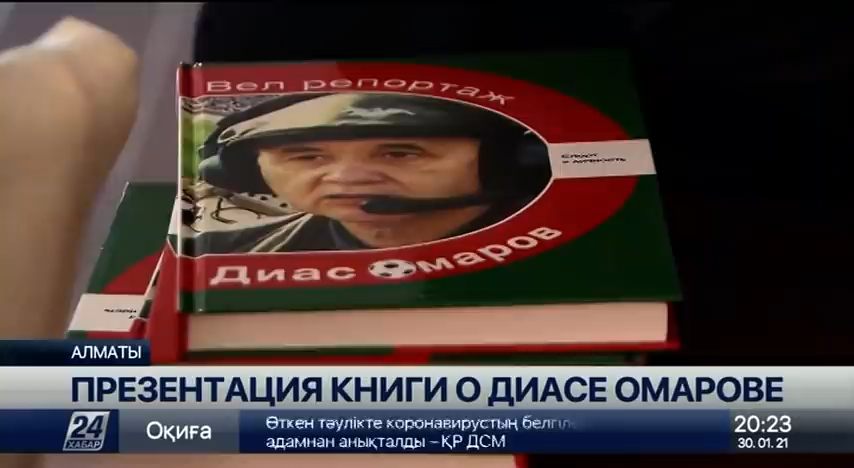 Вел репортаж
Спорт
и личность
Диас Омаров
АЛМАТЫ
ПРЕЗЕНТАЦИЯ КНИГИ О ДИАСЕ ОМАРОВЕ
24
ХАБАР
Оқиға
Өткен тәулікте коронавирустың
адамнан анықталды – ҚР ДСМ
20:23
30.01.21